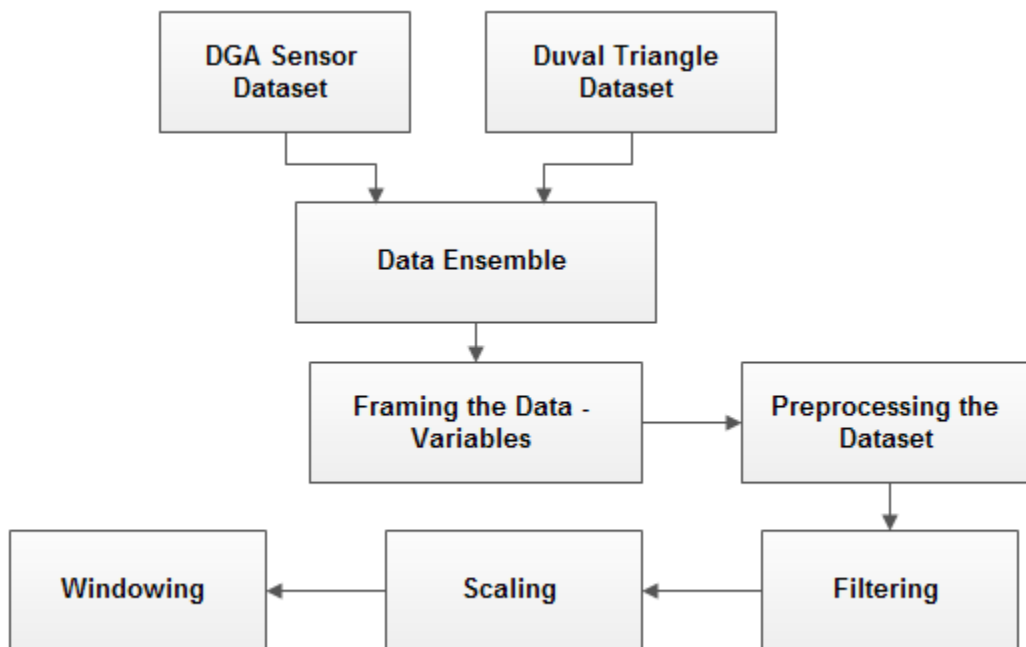 DGA Sensor
Dataset
Duval Triangle
Dataset
Data Ensemble
Framing the Data -
Variables
Preprocessing the
Dataset
Windowing
Scaling
Filtering